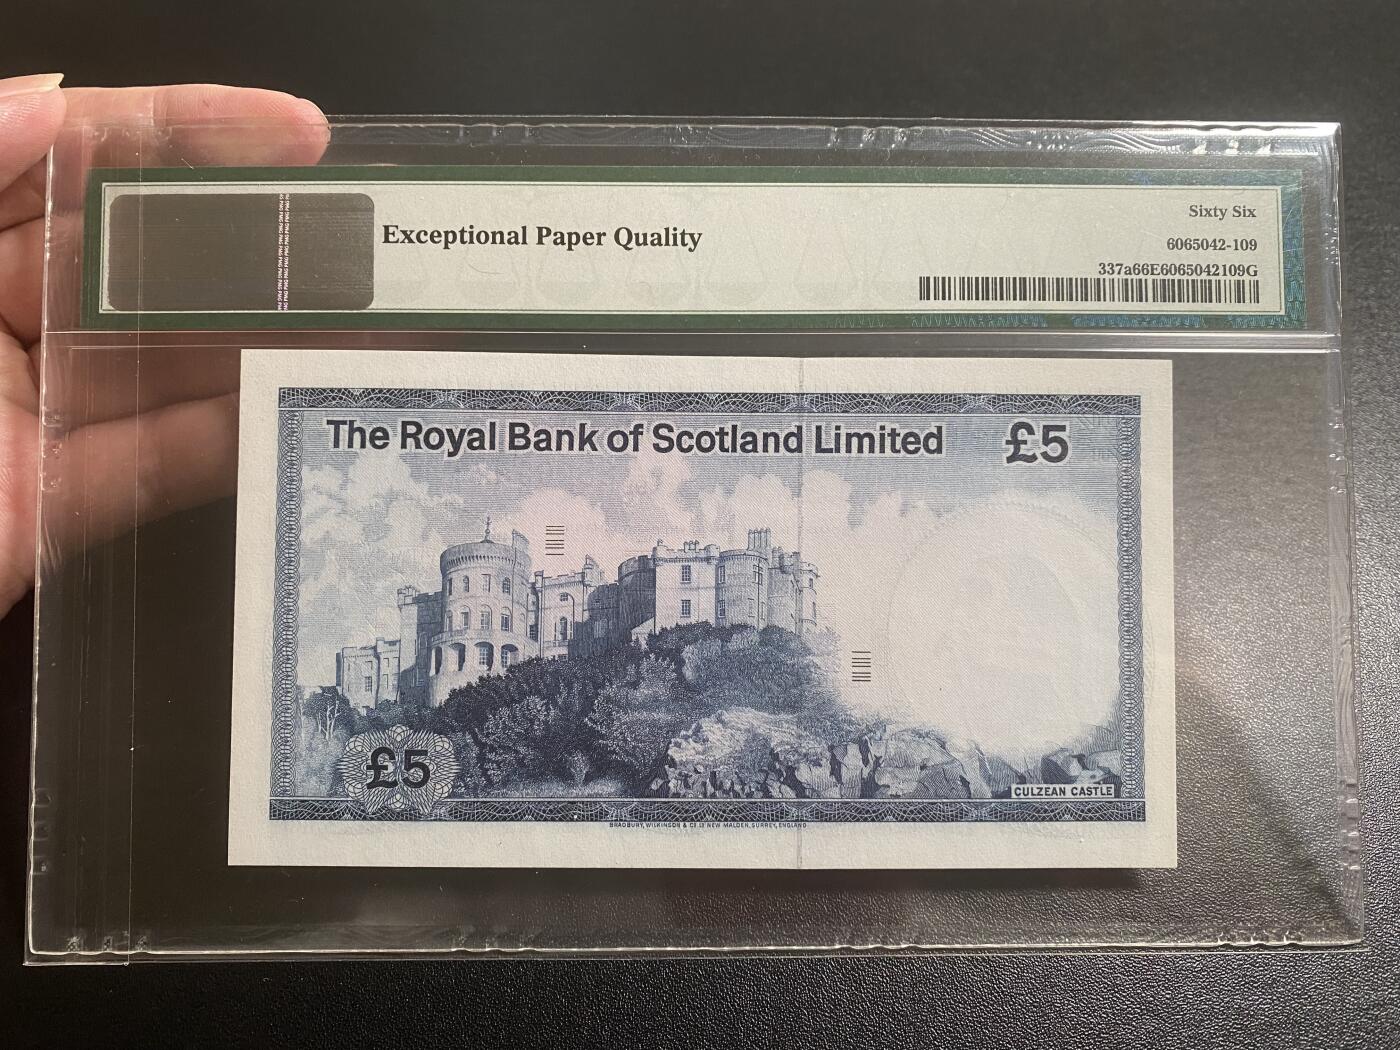 Exceptional Paper Quality
Sixty Six
6065042-109
337a66E6065042109G
The Royal Bank of Scotland Limited £5
£5
CULZEAN CASTLE
BRADBURY, WILKINSON & Co. Ld. NEW MALDEN, SURREY, ENGLAND